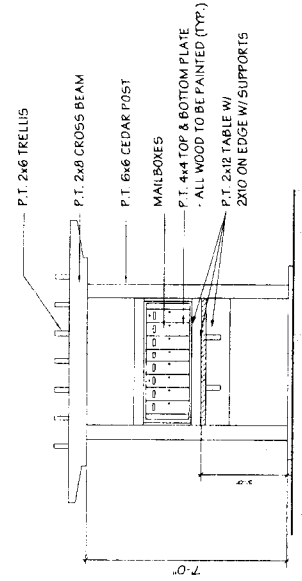 P.T. 2x6 TRELLIS
P.T. 2x8 CROSS BEAM
P.T. 6x6 CEDAR POST
MAILBOXES
P.T. 4x4 TOP & BOTTOM PLATE
- ALL WOOD TO BE PAINTED (TYP.)
P.T. 2x12 TABLE W/
2X10 ON EDGE W/ SUPPORTS
7'-0"